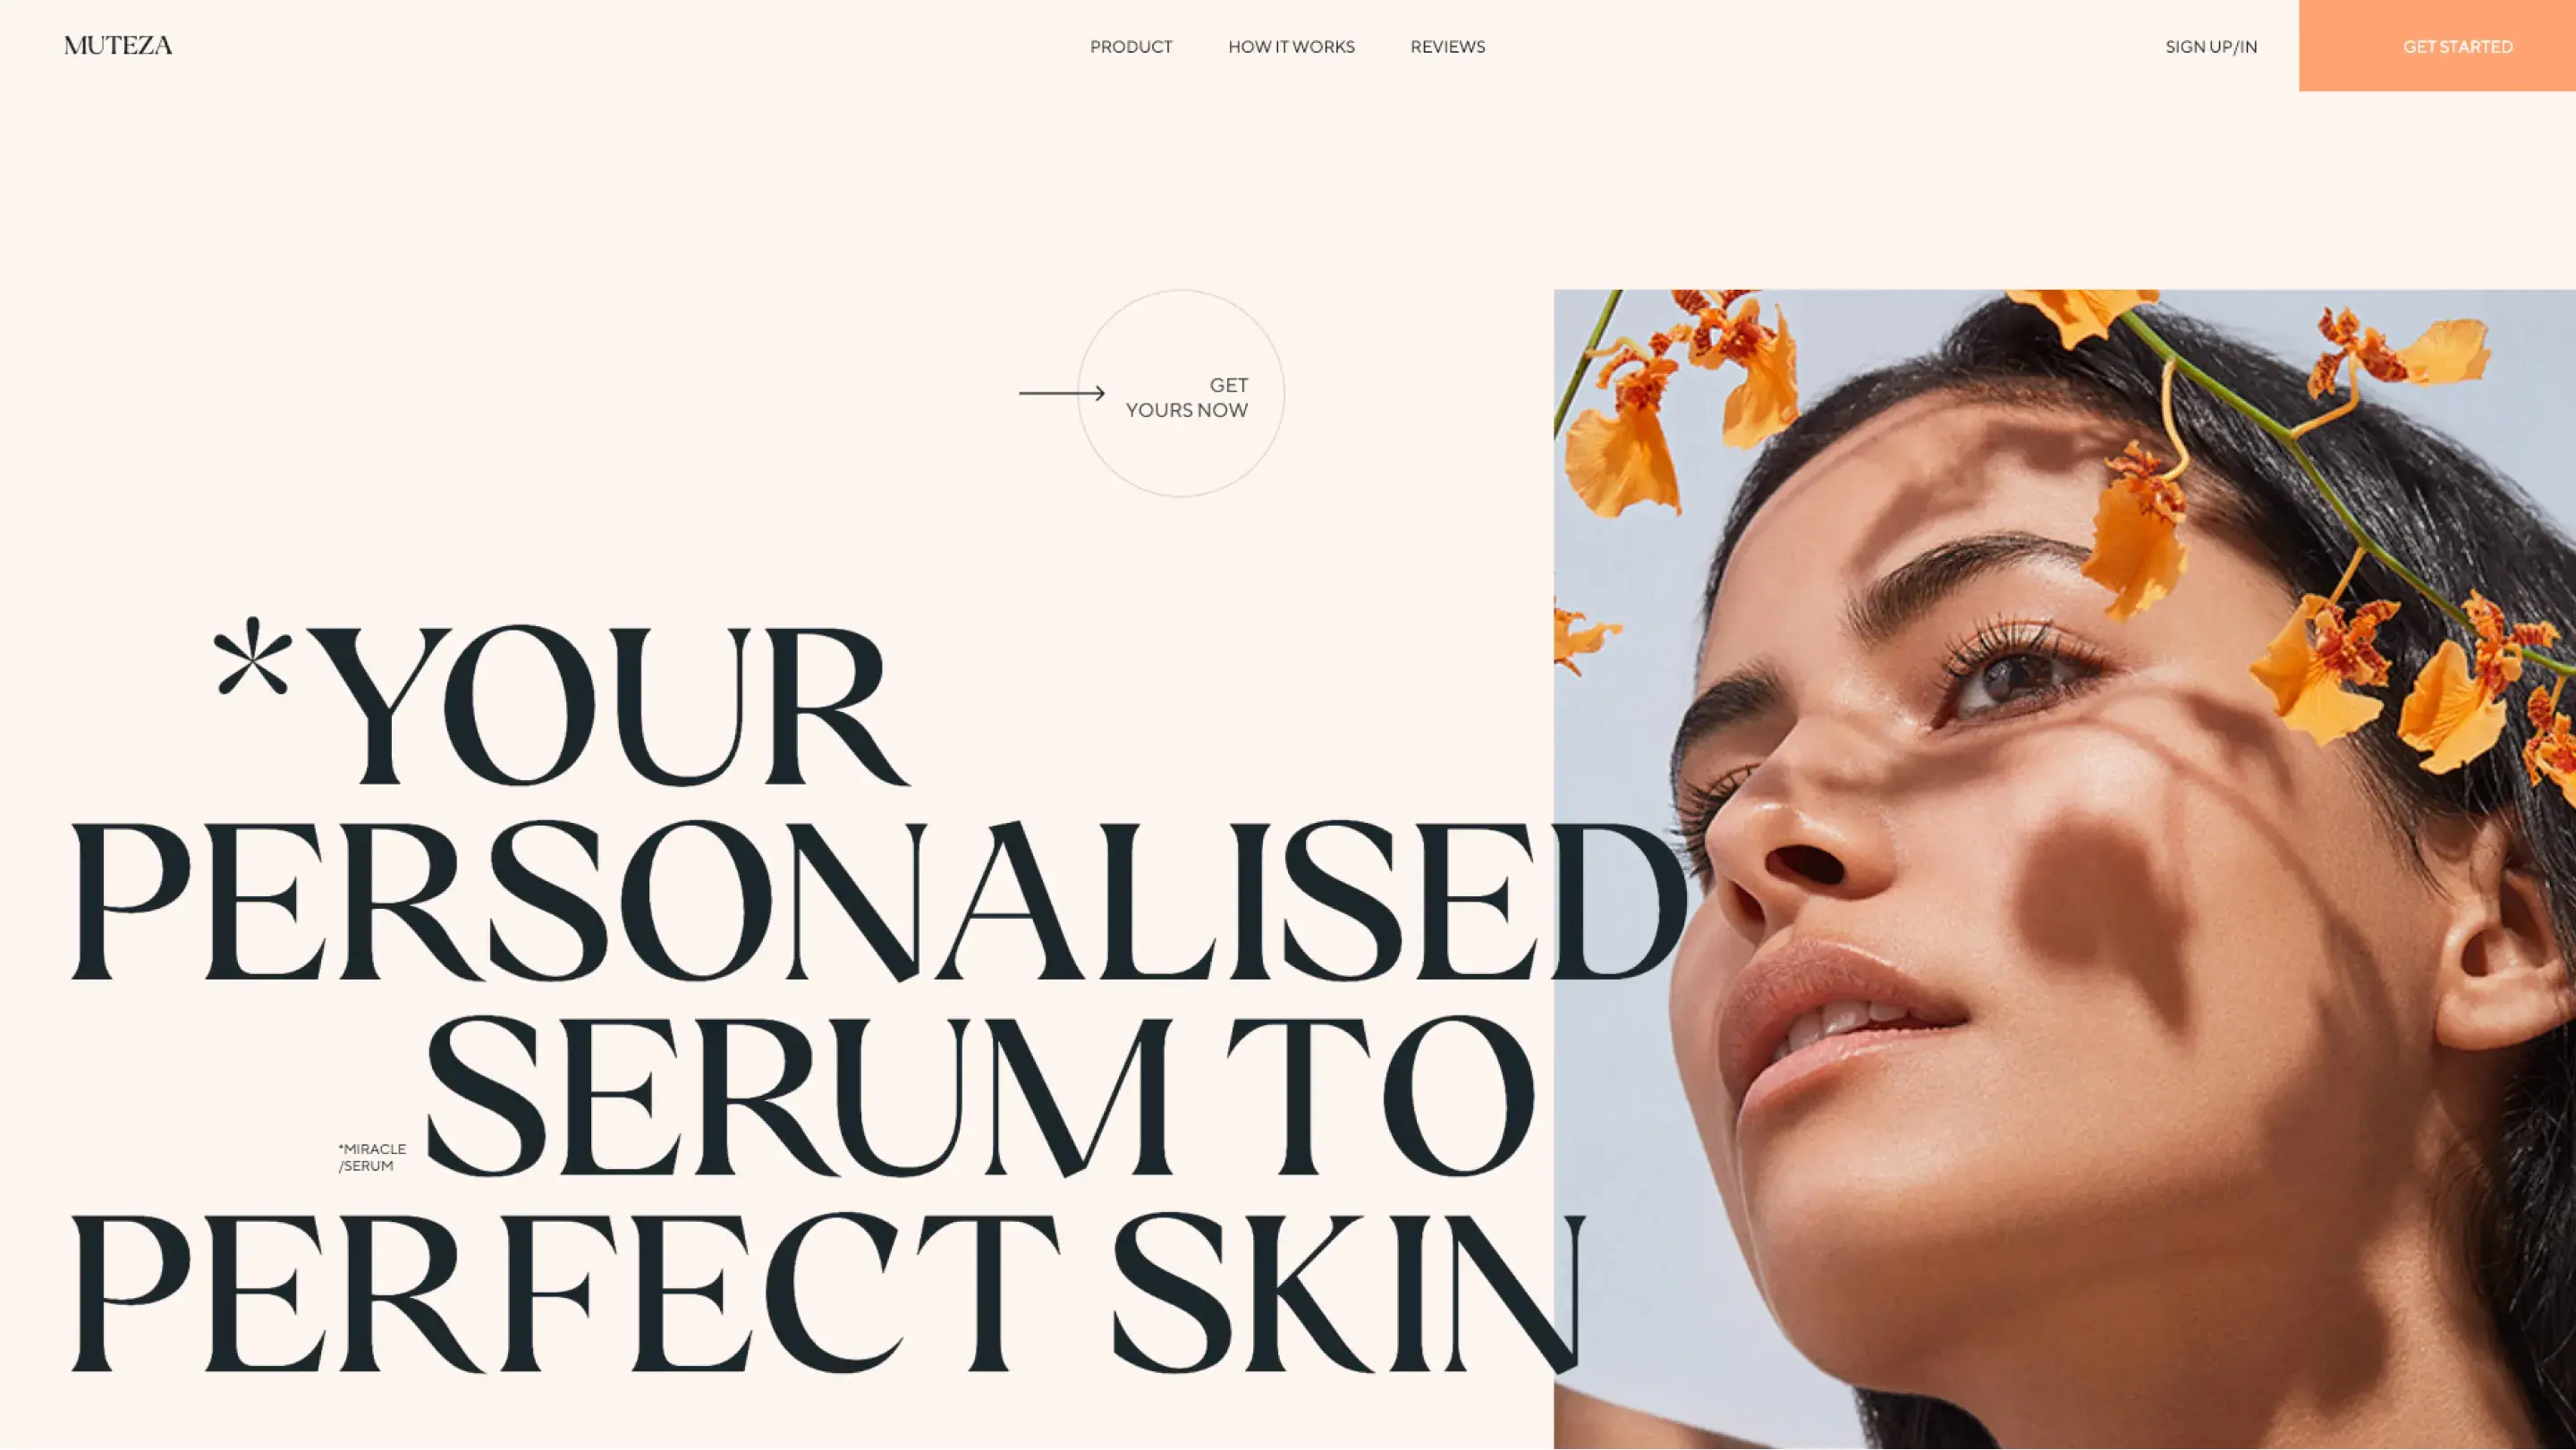 MUTEZA
PRODUCT
HOW IT WORKS
REVIEWS
SIGN UP/IN
GET STARTED
GET
YOURS NOW
*YOUR
PERSONALISED
SERUM TO
*MIRACLE
/SERUM
PERFECT SKIN